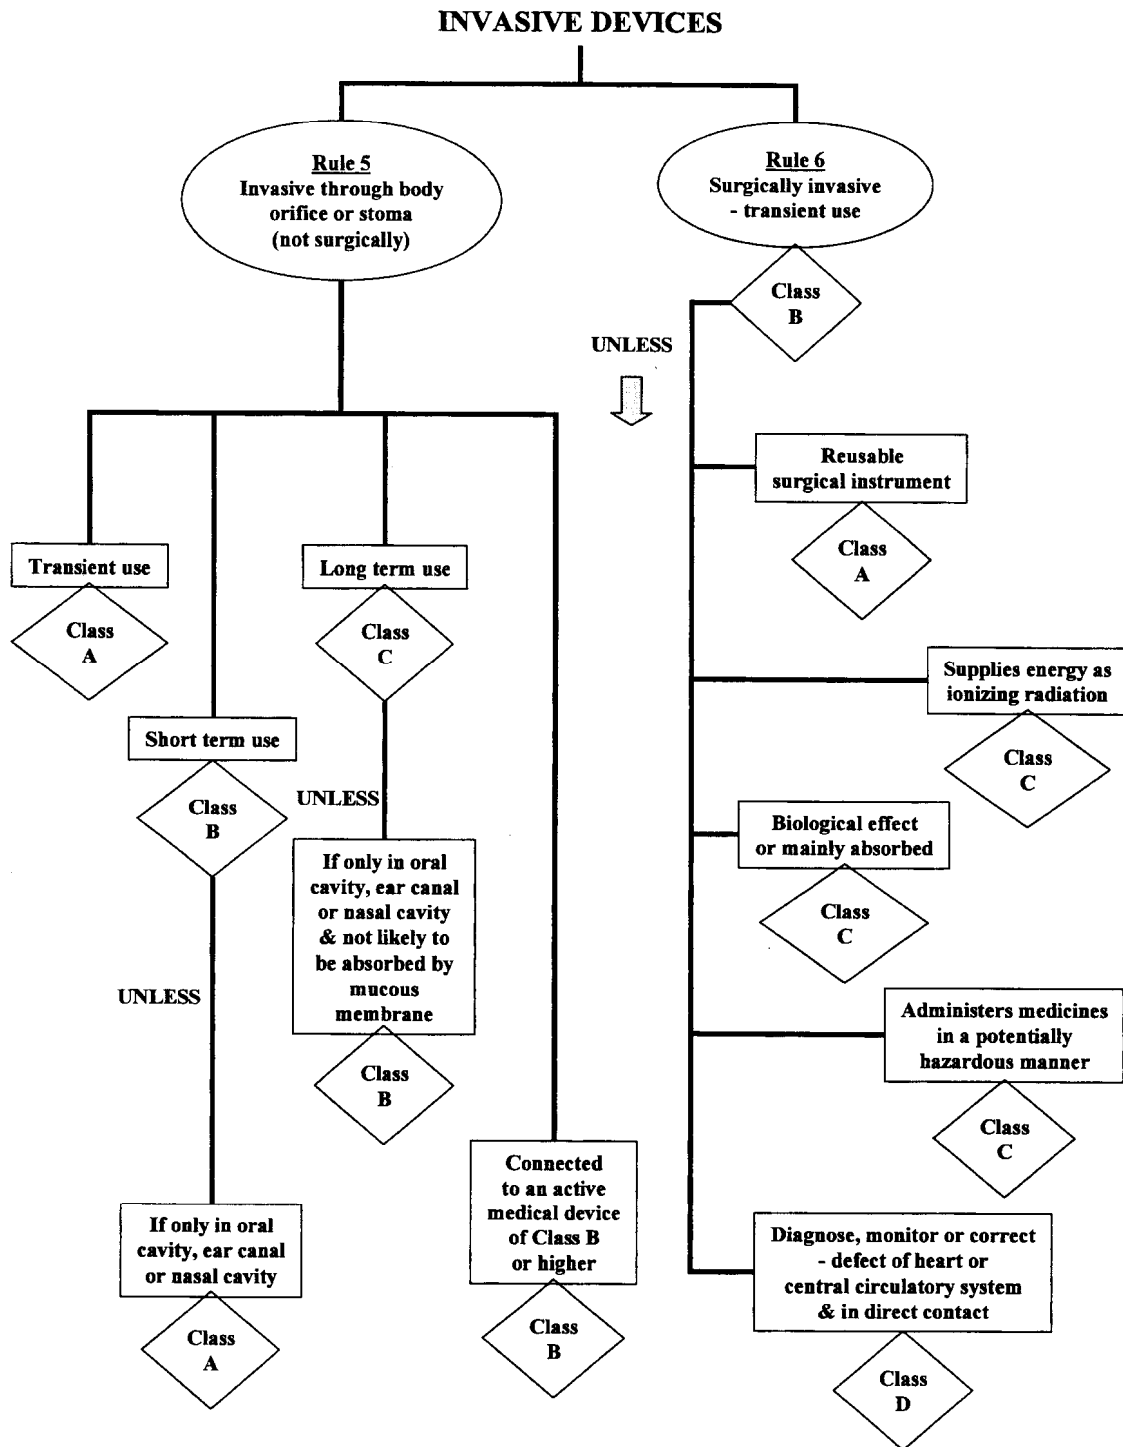 INVASIVE DEVICES
Rule 5
Invasive through body
orifice or stoma
(not surgically)
Transient use
Class
A
Short term use
Class
B
UNLESS
If only in oral
cavity, ear canal
or nasal cavity
Class
A
Long term use
Class
C
UNLESS
If only in oral
cavity, ear canal
or nasal cavity
& not likely to
be absorbed by
mucous
membrane
Class
B
Connected
to an active
medical device
of Class B
or higher
Class
B
Rule 6
Surgically invasive
- transient use
Class
B
UNLESS
Reusable
surgical instrument
Class
A
Supplies energy as
ionizing radiation
Class
C
Biological effect
or mainly absorbed
Class
C
Administers medicines
in a potentially
hazardous manner
Class
C
Diagnose, monitor or correct
- defect of heart or
central circulatory system
& in direct contact
Class
D